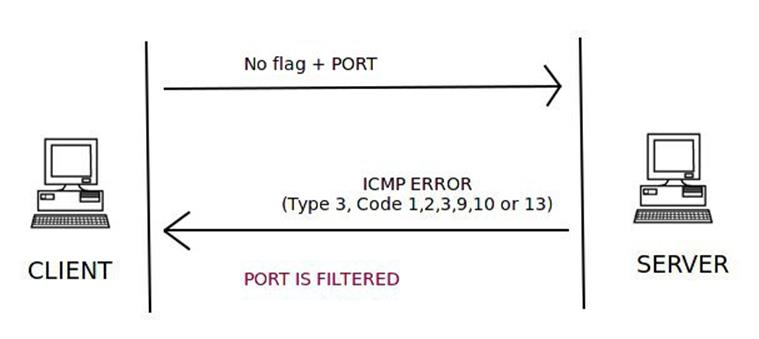 No flag + PORT
ICMP ERROR
(Type 3, Code 1,2,3,9,10 or 13)
CLIENT
SERVER
PORT IS FILTERED